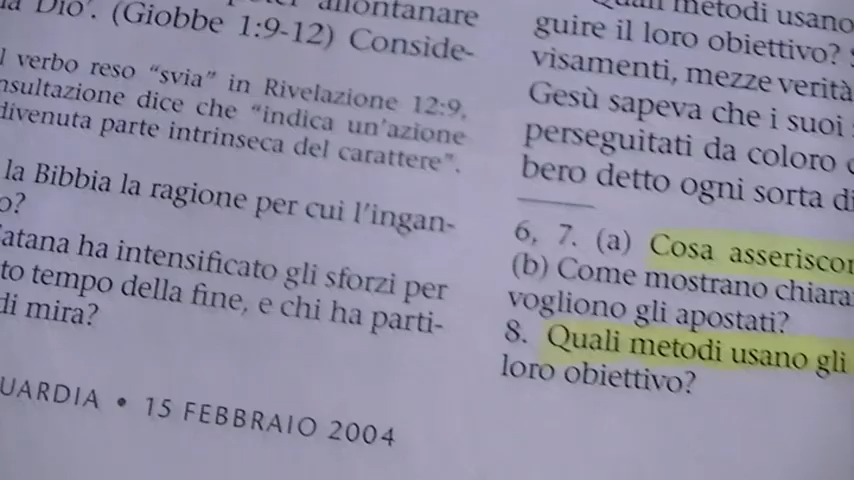 Dio'. (Giobbe 1:9-12) Conside-
verbo reso “svia” in Rivelazione 12:9,
nsultazione dice che “indica un'azione
divenuta parte intrinseca del carattere”.
la Bibbia la ragione per cui l'ingan-
o?
atana ha intensificato gli sforzi per
to tempo della fine, e chi ha parti-
di mira?
UARDIA • 15 FEBBRAIO 2004
metodi usano
guire il loro obiettivo?
visamenti, mezze verità
Gesù sapeva che i suoi
perseguitati da coloro
bero detto ogni sorta di
6, 7. (a) Cosa asseriscon
(b) Come mostrano chiara
vogliono gli apostati?
8. Quali metodi usano gli
loro obiettivo?